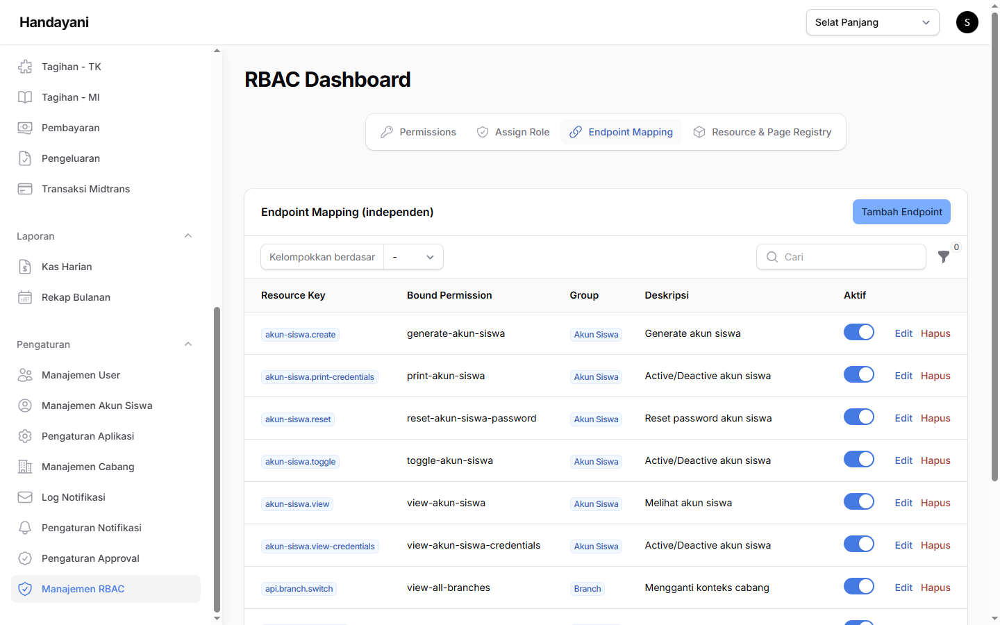 Handayani
Selat Panjang
S
Tagihan - TK
Tagihan - MI
Pembayaran
Pengeluaran
Transaksi Midtrans
Laporan
Kas Harian
Rekap Bulanan
Pengaturan
Manajemen User
Manajemen Akun Siswa
Pengaturan Aplikasi
Manajemen Cabang
Log Notifikasi
Pengaturan Notifikasi
Pengaturan Approval
Manajemen RBAC
RBAC Dashboard
Permissions
Assign Role
Endpoint Mapping
Resource & Page Registry
Endpoint Mapping (independen)
Tambah Endpoint
Kelompokkan berdasar -
Cari
0
Resource Key Bound Permission Group Deskripsi Aktif
akun-siswa.create generate-akun-siswa Akun Siswa Generate akun siswa Edit Hapus
akun-siswa.print-credentials print-akun-siswa Akun Siswa Active/Deactive akun siswa Edit Hapus
akun-siswa.reset reset-akun-siswa-password Akun Siswa Reset password akun siswa Edit Hapus
akun-siswa.toggle toggle-akun-siswa Akun Siswa Active/Deactive akun siswa Edit Hapus
akun-siswa.view view-akun-siswa Akun Siswa Melihat akun siswa Edit Hapus
akun-siswa.view-credentials view-akun-siswa-credentials Akun Siswa Active/Deactive akun siswa Edit Hapus
api.branch.switch view-all-branches Branch Mengganti konteks cabang Edit Hapus